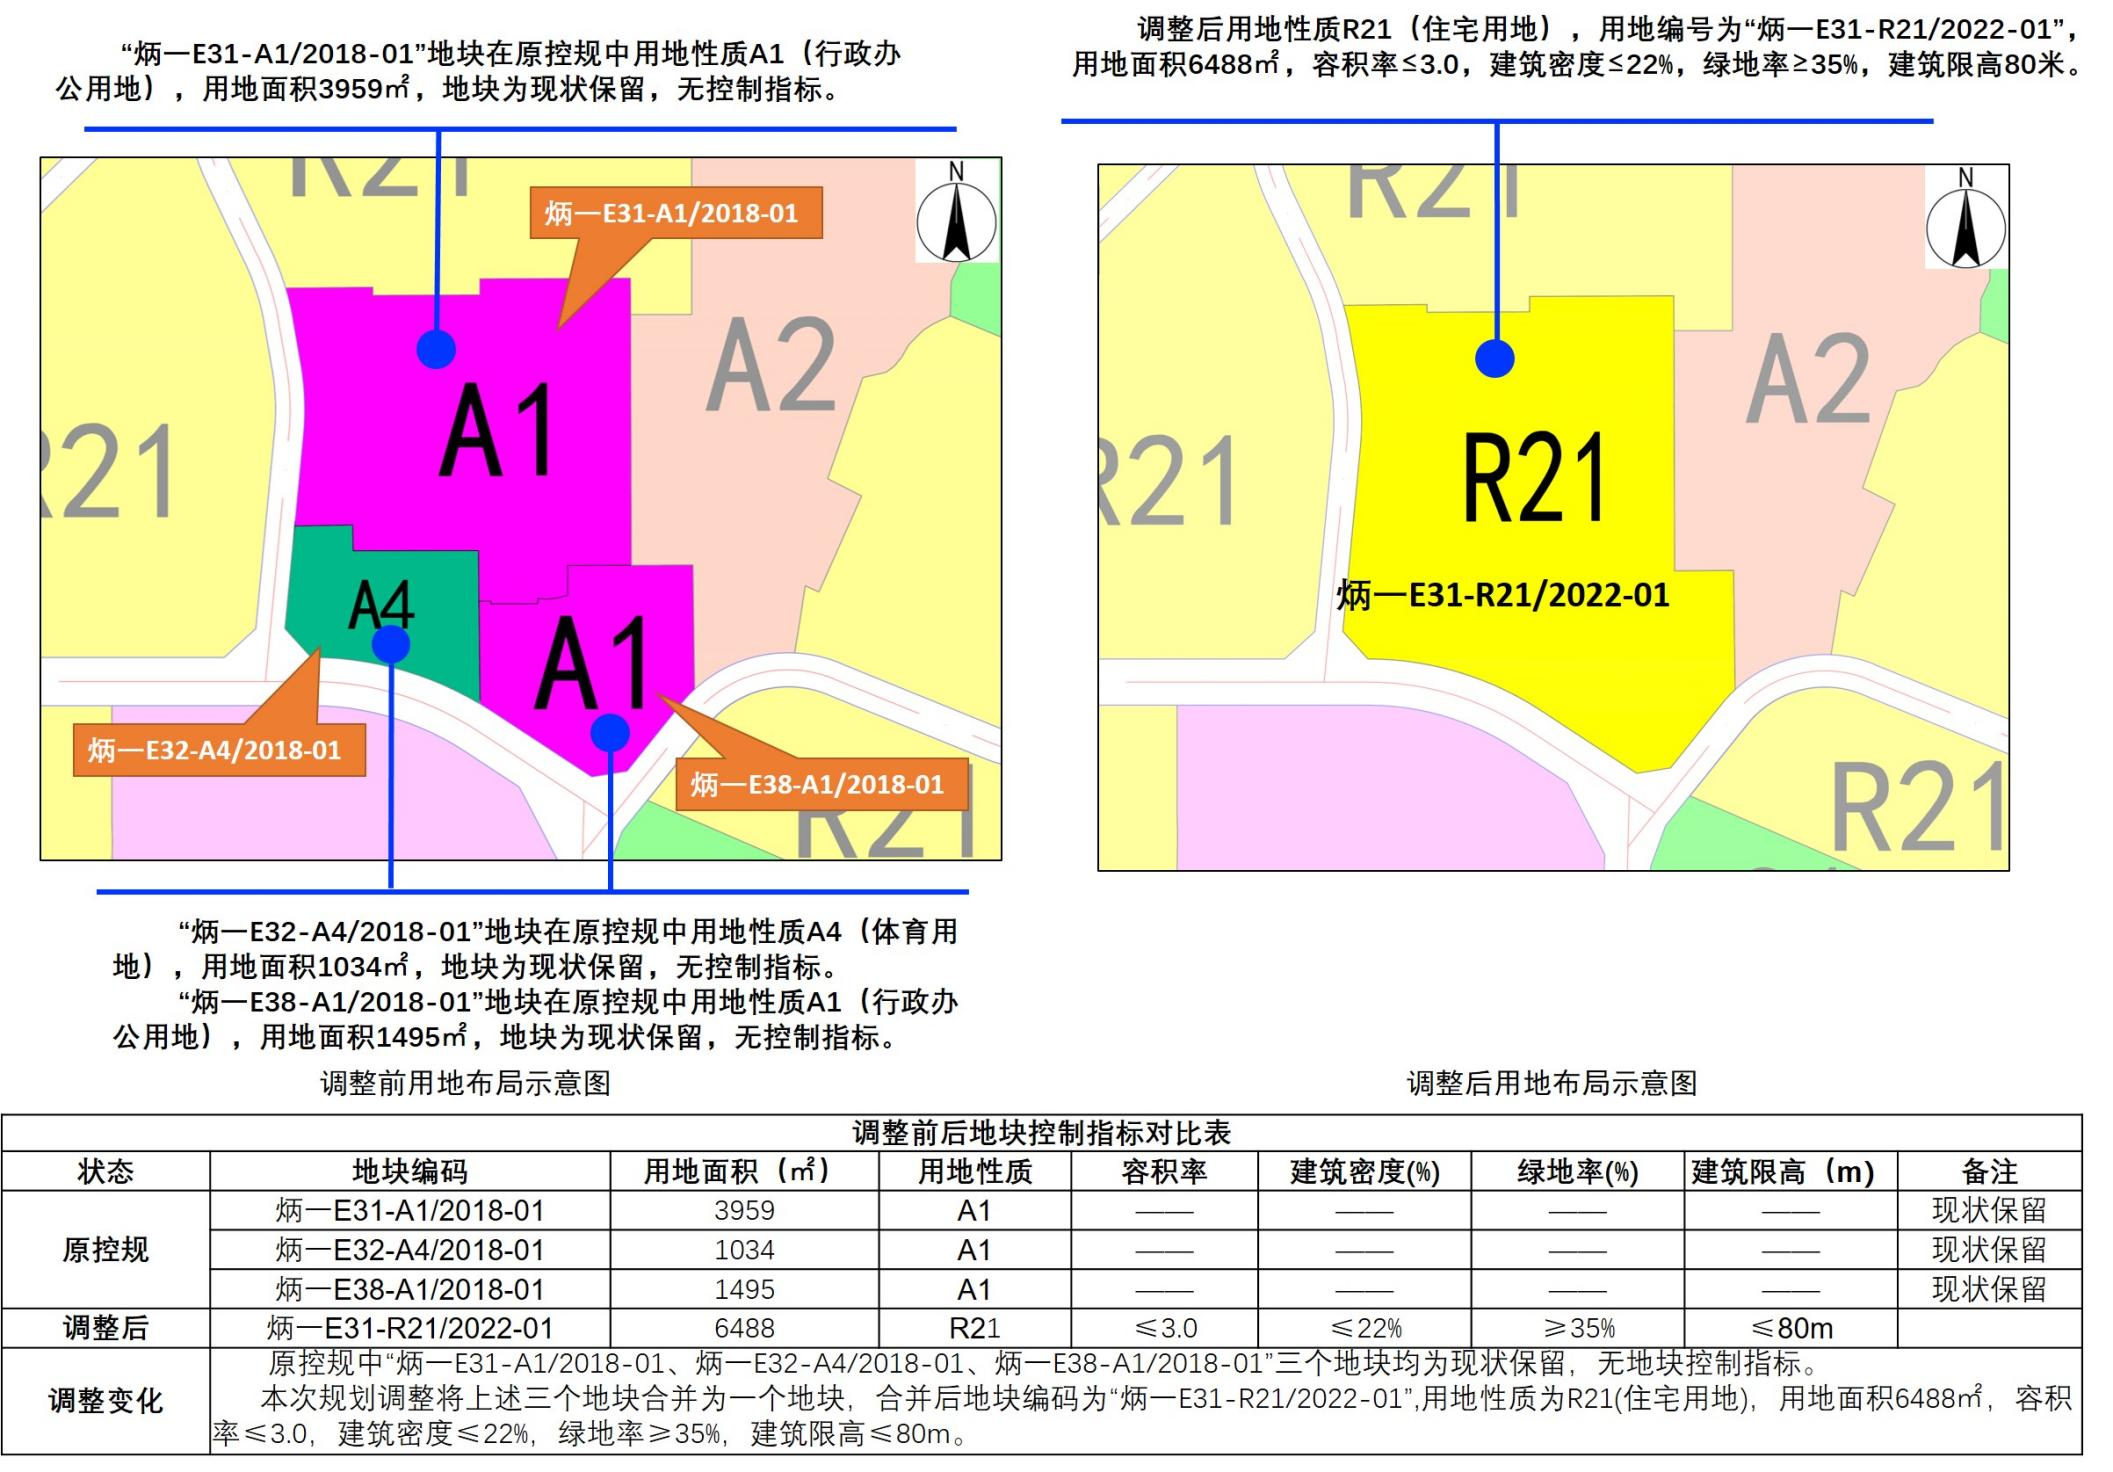 “炳一E31-A1/2018-01”地块在原控规中用地性质A1（行政办
公用地），用地面积3959㎡，地块为现状保留，无控制指标。
调整后用地性质R21（住宅用地），用地编号为“炳一E31-R21/2022-01”，
用地面积6488㎡，容积率≤3.0，建筑密度≤22%，绿地率≥35%，建筑限高80米。
R21
N
炳一E31-A1/2018-01
A1
A2
R21
A4
A1
炳一E32-A4/2018-01
炳一E38-A1/2018-01
R21
R21
N
A2
R21
R21
炳一E31-R21/2022-01
R21
“炳一E32-A4/2018-01”地块在原控规中用地性质A4（体育用
地），用地面积1034㎡，地块为现状保留，无控制指标。
“炳一E38-A1/2018-01”地块在原控规中用地性质A1（行政办
公用地），用地面积1495㎡，地块为现状保留，无控制指标。
调整前用地布局示意图
调整后用地布局示意图
调整前后地块控制指标对比表
状态 地块编码 用地面积（㎡） 用地性质 容积率 建筑密度(%) 绿地率(%) 建筑限高（m） 备注
原控规
炳一E31-A1/2018-01 3959 A1 —— —— —— —— 现状保留
炳一E32-A4/2018-01 1034 A1 —— —— —— —— 现状保留
炳一E38-A1/2018-01 1495 A1 —— —— —— —— 现状保留
调整后 炳一E31-R21/2022-01 6488 R21 ≤3.0 ≤22% ≥35% ≤80m
调整变化
原控规中“炳一E31-A1/2018-01、炳一E32-A4/2018-01、炳一E38-A1/2018-01”三个地块均为现状保留，无地块控制指标。
本次规划调整将上述三个地块合并为一个地块，合并后地块编码为“炳一E31-R21/2022-01”,用地性质为R21(住宅用地)，用地面积6488㎡，容积
率≤3.0，建筑密度≤22%，绿地率≥35%，建筑限高≤80m。